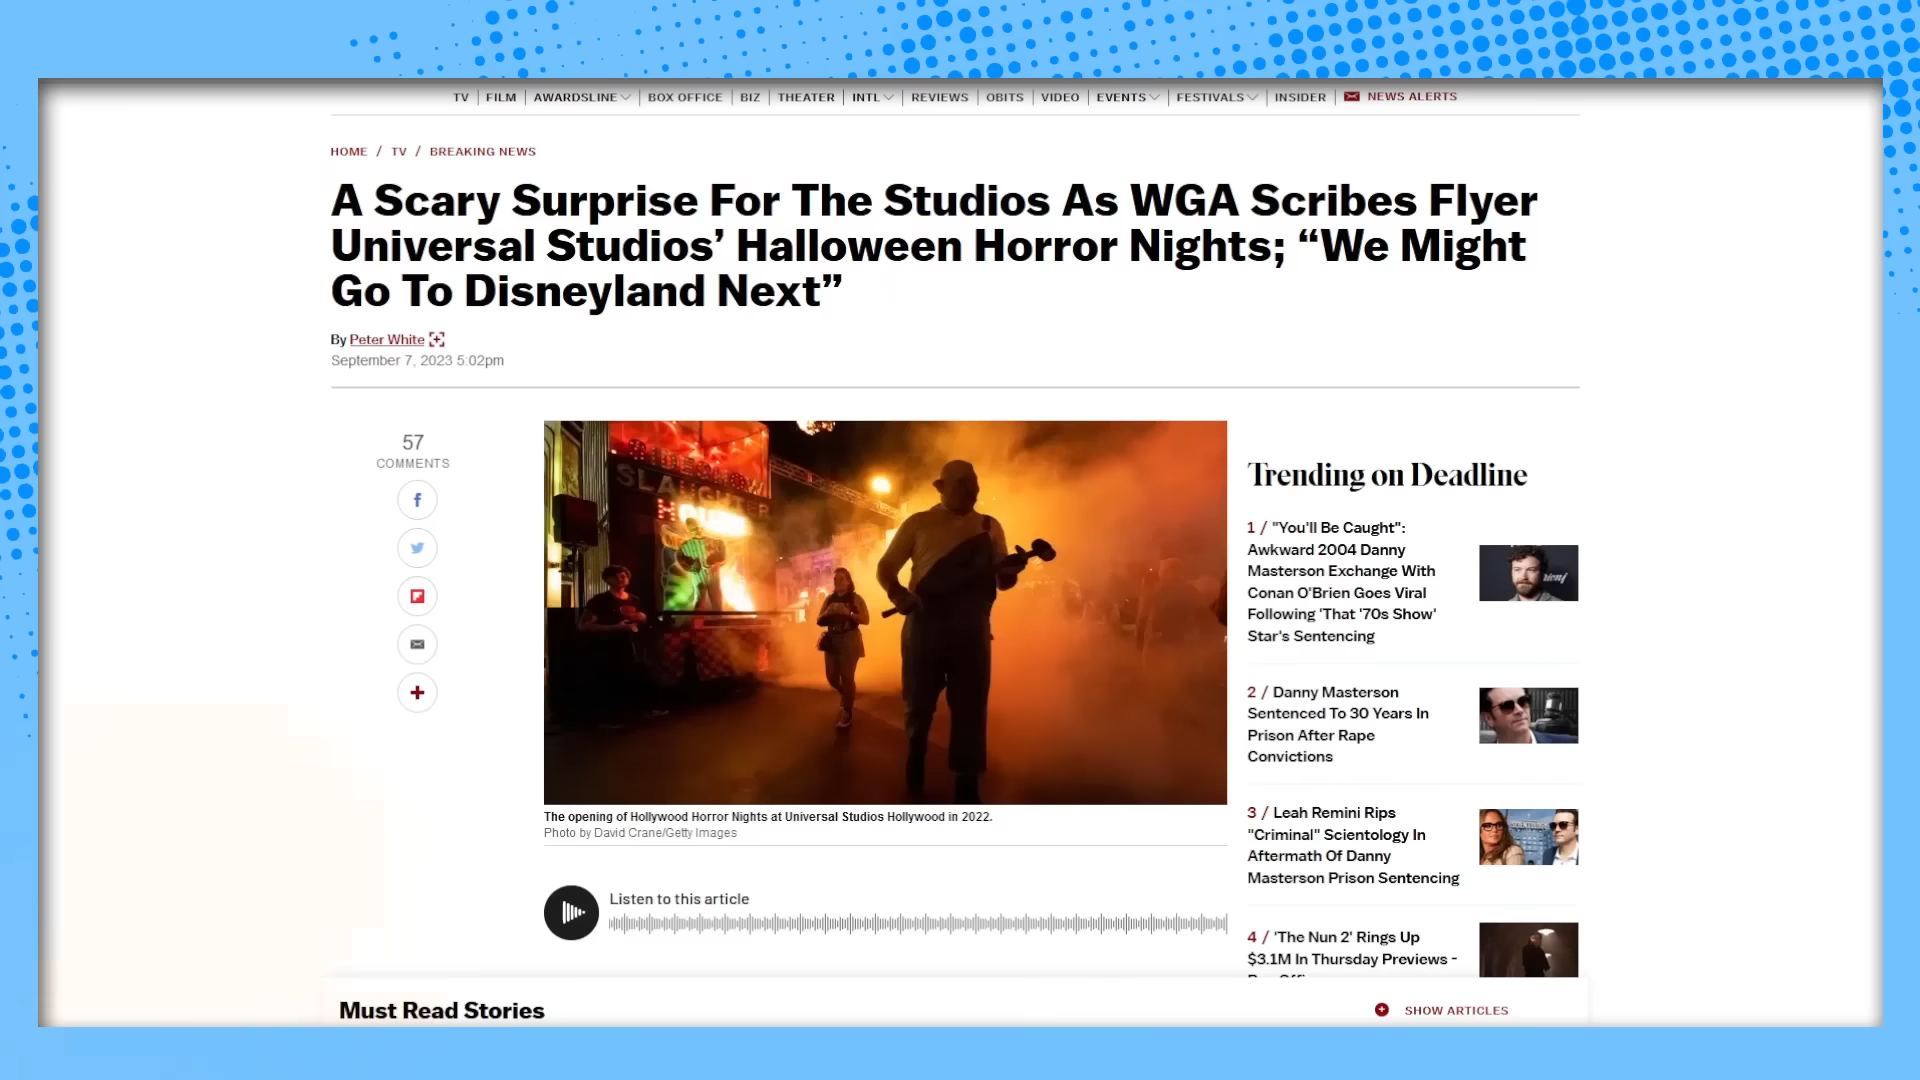 TV | FILM | AWARDSLINE | BOX OFFICE | BIZ | THEATER | INTL | REVIEWS | OBITS | VIDEO | EVENTS | FESTIVALS | INSIDER | NEWS ALERTS
HOME / TV / BREAKING NEWS
A Scary Surprise For The Studios As WGA Scribes Flyer
Universal Studios’ Halloween Horror Nights; “We Might
Go To Disneyland Next”
By Peter White
September 7, 2023 5:02pm
57
COMMENTS
SLAUGHTER
HOUSE
The opening of Hollywood Horror Nights at Universal Studios Hollywood in 2022.
Photo by David Crane/Getty Images
Listen to this article
Trending on Deadline
1 / "You'll Be Caught":
Awkward 2004 Danny
Masterson Exchange With
Conan O'Brien Goes Viral
Following 'That '70s Show'
Star's Sentencing
2 / Danny Masterson
Sentenced To 30 Years In
Prison After Rape
Convictions
3 / Leah Remini Rips
"Criminal" Scientology In
Aftermath Of Danny
Masterson Prison Sentencing
4 / 'The Nun 2' Rings Up
$3.1M In Thursday Previews -
Must Read Stories
SHOW ARTICLES